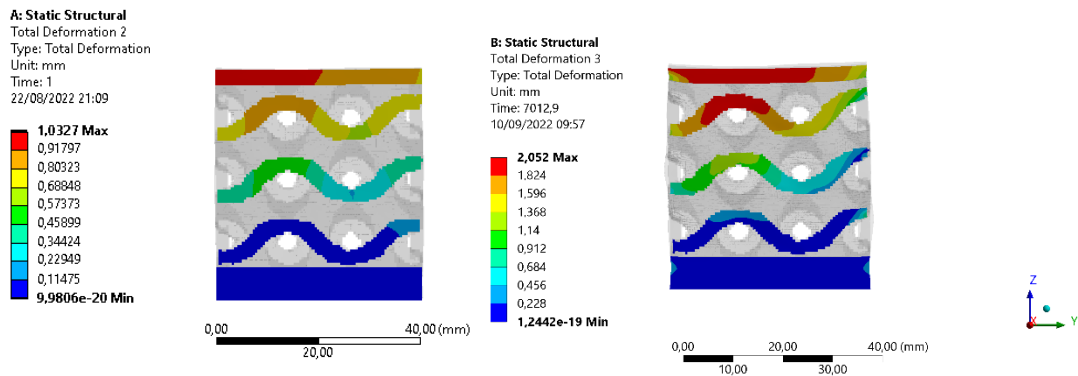 A: Static Structural
Total Deformation 2
Type: Total Deformation
Unit: mm
Time: 1
22/08/2022 21:09
1,0327 Max
0,91797
0,80323
0,68848
0,57373
0,45899
0,34424
0,22949
0,11475
9,9806e-20 Min
0,00
40,00 (mm)
20,00
B: Static Structural
Total Deformation 3
Type: Total Deformation
Unit: mm
Time: 7012,9
10/09/2022 09:57
2,052 Max
1,824
1,596
1,368
1,14
0,912
0,684
0,456
0,228
1,2442e-19 Min
0,00
20,00
40,00 (mm)
10,00
30,00
Z
X
Y